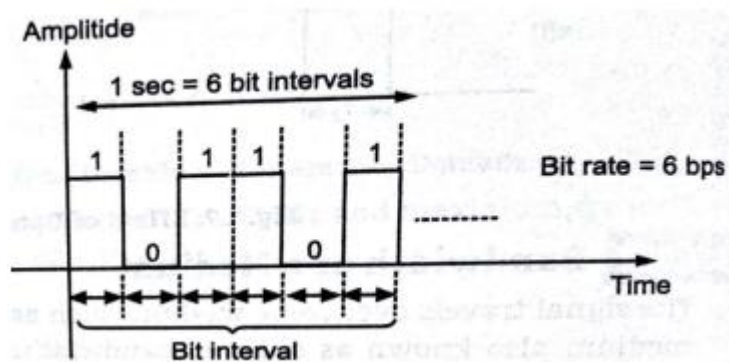 Amplitide
1 sec = 6 bit intervals
1 1 1 1
Bit rate = 6 bps
0 0
Time
Bit interval